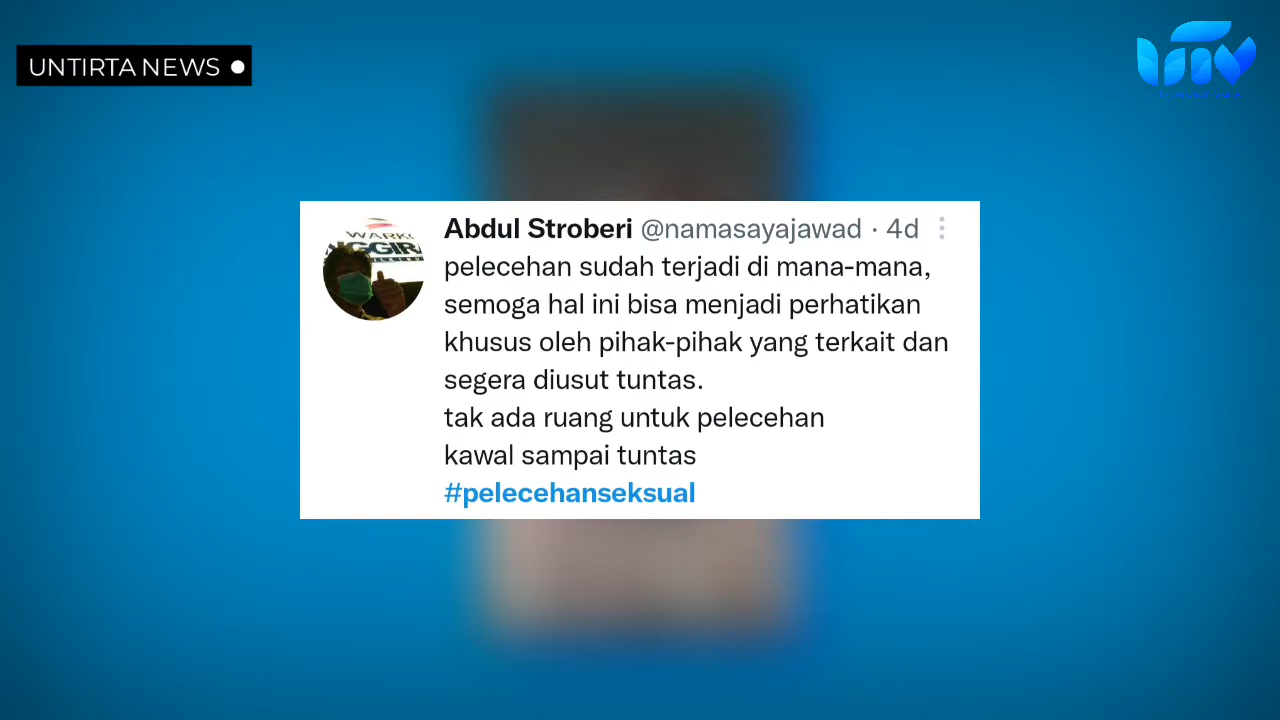 UNTIRTA NEWS
UTV
Abdul Stroberi @namasayajawad · 4d
pelecehan sudah terjadi di mana-mana,
semoga hal ini bisa menjadi perhatikan
khusus oleh pihak-pihak yang terkait dan
segera diusut tuntas.
tak ada ruang untuk pelecehan
kawal sampai tuntas
#pelecehanseksual